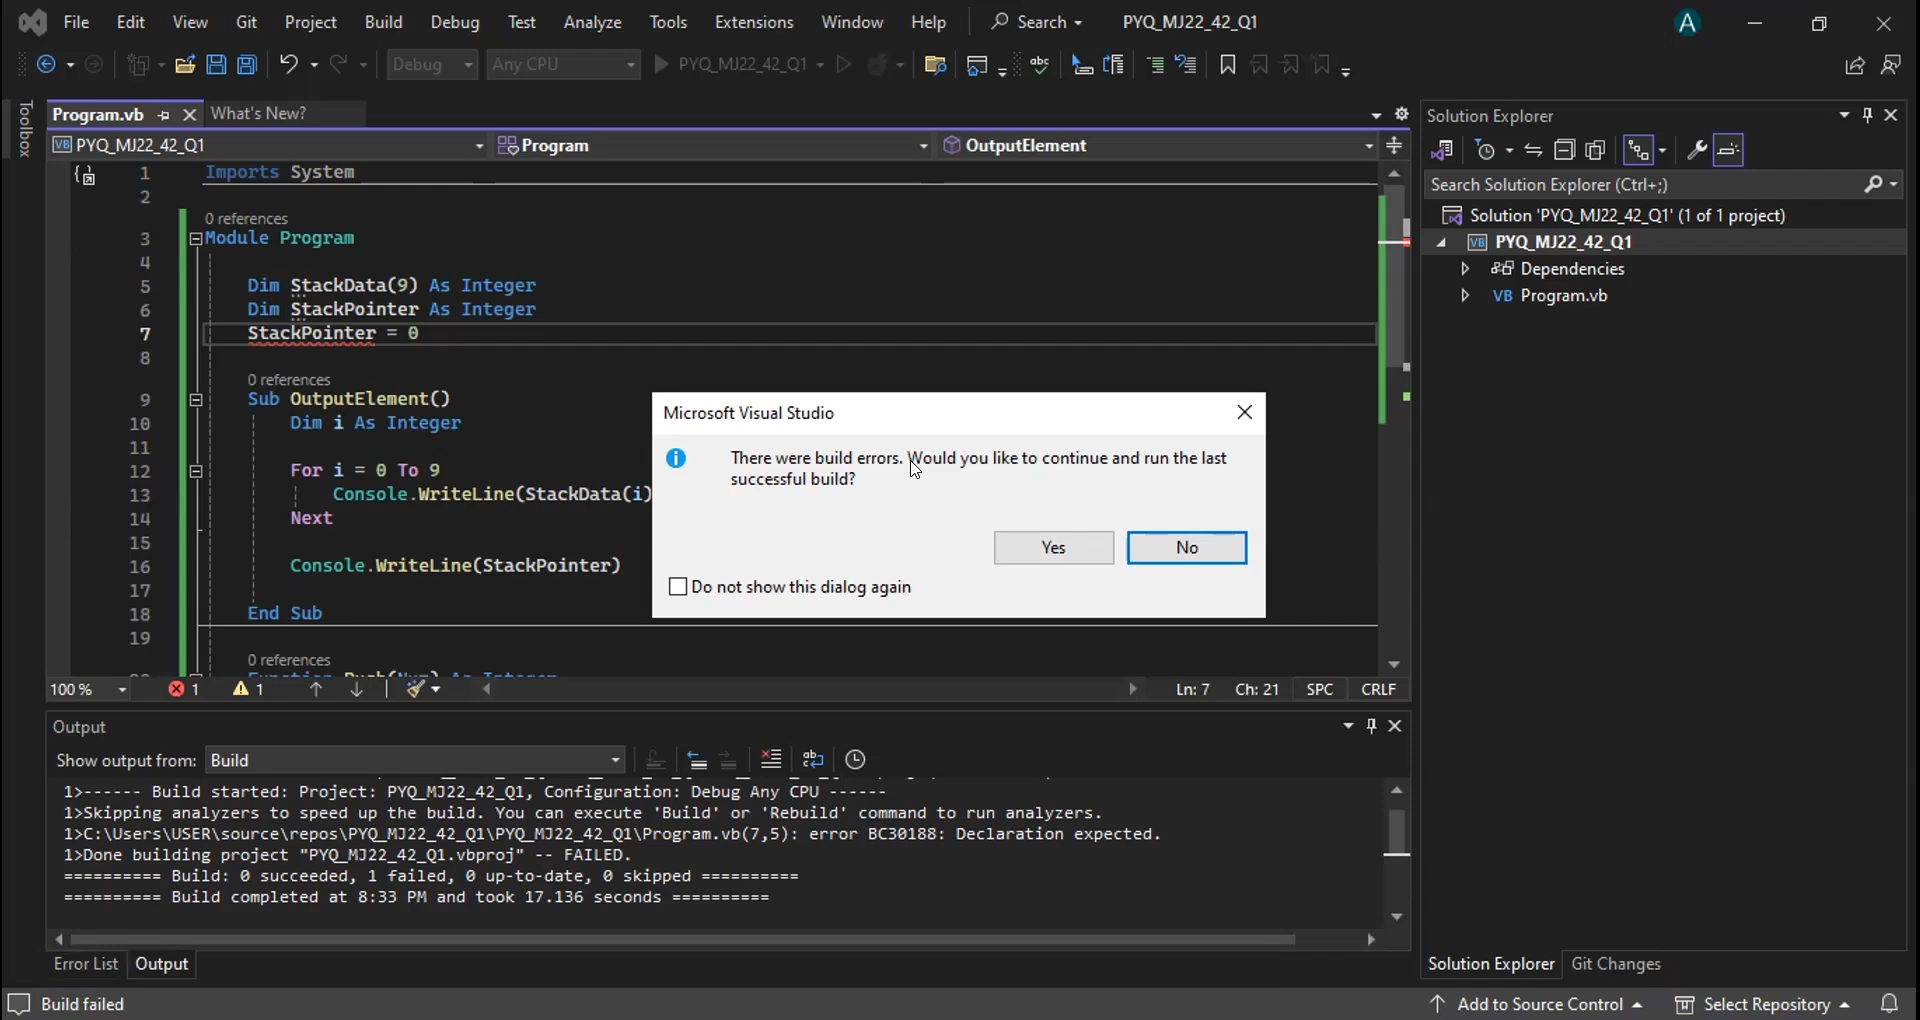 File Edit View Git Project Build Debug Test Analyze Tools Extensions Window Help Search PYQ_MJ22_42_Q1 A
Debug Any CPU PYQ_MJ22_42_Q1
Toolbox
Program.vb What's New?
VB PYQ_MJ22_42_Q1 Program OutputElement
1 Imports System
2
0 references
3 Module Program
4
5 Dim StackData(9) As Integer
6 Dim StackPointer As Integer
7 StackPointer = 0
8
0 references
9 Sub OutputElement()
10 Dim i As Integer
11
12 For i = 0 To 9
13 Console.WriteLine(StackData(i)
14 Next
15
16 Console.WriteLine(StackPointer)
17
18 End Sub
19
0 references
Microsoft Visual Studio
There were build errors. Would you like to continue and run the last
successful build?
Yes No
Do not show this dialog again
100 % 1 1 Ln: 7 Ch: 21 SPC CRLF
Output
Show output from: Build
1>------ Build started: Project: PYQ_MJ22_42_Q1, Configuration: Debug Any CPU ------
1>Skipping analyzers to speed up the build. You can execute 'Build' or 'Rebuild' command to run analyzers.
1>C:\Users\USER\source\repos\PYQ_MJ22_42_Q1\PYQ_MJ22_42_Q1\Program.vb(7,5): error BC30188: Declaration expected.
1>Done building project "PYQ_MJ22_42_Q1.vbproj" -- FAILED.
========== Build: 0 succeeded, 1 failed, 0 up-to-date, 0 skipped ==========
========== Build completed at 8:33 PM and took 17.136 seconds ==========
Error List Output
Solution Explorer
Search Solution Explorer (Ctrl+;)
Solution 'PYQ_MJ22_42_Q1' (1 of 1 project)
VB PYQ_MJ22_42_Q1
Dependencies
VB Program.vb
Solution Explorer Git Changes
Build failed Add to Source Control Select Repository